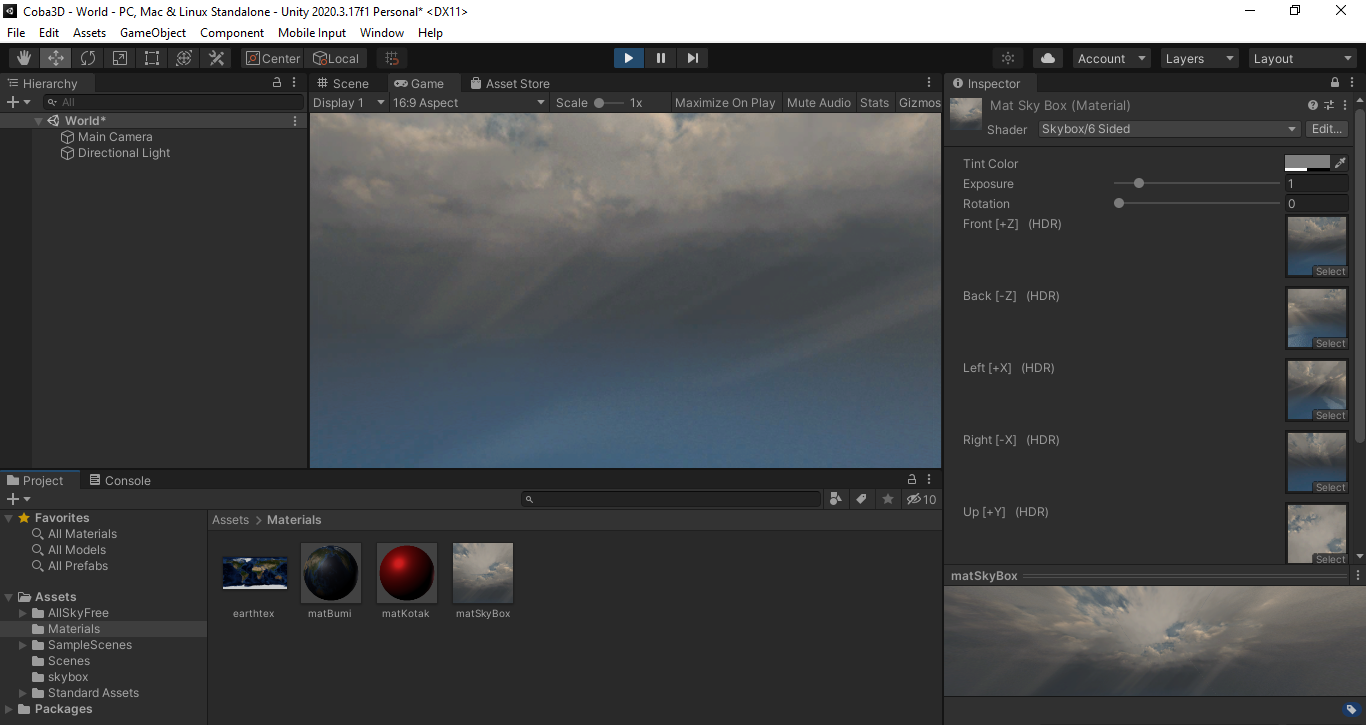 Coba3D - World - PC, Mac & Linux Standalone - Unity 2020.3.17f1 Personal* <DX11>
File Edit Assets GameObject Component Mobile Input Window Help
Center Local Account Layers Layout
Hierarchy
All
World*
Main Camera
Directional Light
Scene Game Asset Store
Display 1 16:9 Aspect Scale 1x Maximize On Play Mute Audio Stats Gizmos
Inspector
Mat Sky Box (Material)
Shader Skybox/6 Sided Edit...
Tint Color
Exposure 1
Rotation 0
Front [+Z] (HDR)
Select
Back [-Z] (HDR)
Select
Left [+X] (HDR)
Select
Right [-X] (HDR)
Select
Up [+Y] (HDR)
Select
matSkyBox
Project Console
10
Favorites
All Materials
All Models
All Prefabs
Assets
AllSkyFree
Materials
SampleScenes
Scenes
skybox
Standard Assets
Packages
Assets > Materials
earthtex matBumi matKotak matSkyBox